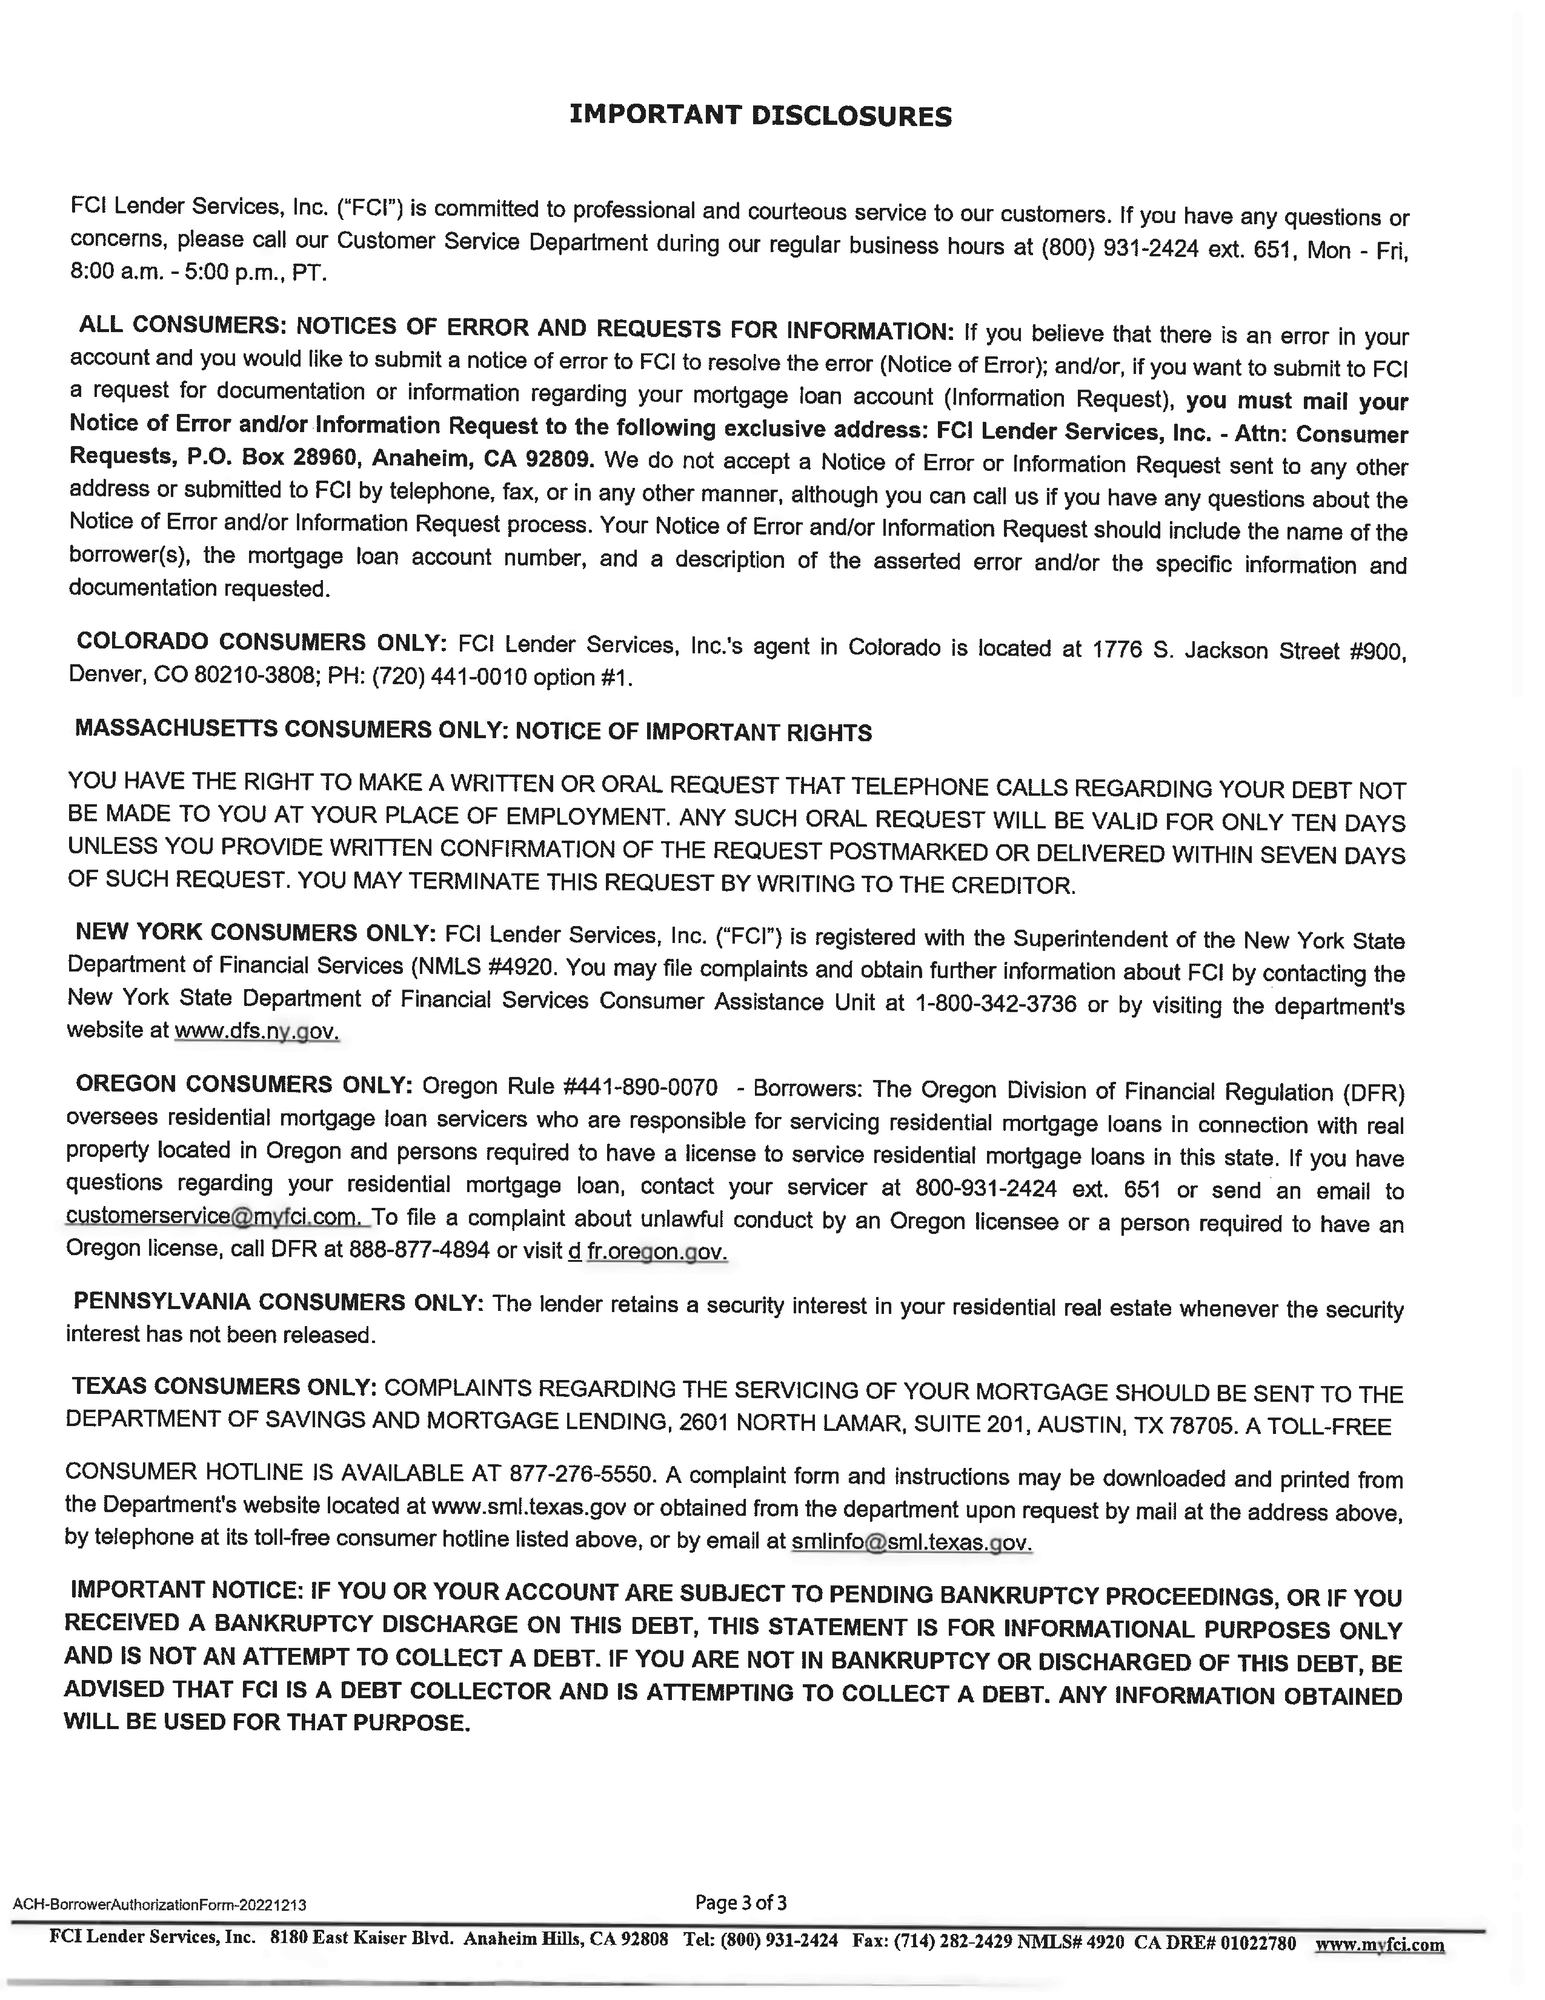 IMPORTANT DISCLOSURES
FCI Lender Services, Inc. (“FCI”) is committed to professional and courteous service to our customers. If you have any questions or
concerns, please call our Customer Service Department during our regular business hours at (800) 931-2424 ext. 651, Mon - Fri,
8:00 a.m. - 5:00 p.m., PT.
ALL CONSUMERS: NOTICES OF ERROR AND REQUESTS FOR INFORMATION: If you believe that there is an error in your
account and you would like to submit a notice of error to FCI to resolve the error (Notice of Error); and/or, if you want to submit to FCI
a request for documentation or information regarding your mortgage loan account (Information Request), you must mail your
Notice of Error and/or Information Request to the following exclusive address: FCI Lender Services, Inc. - Attn: Consumer
Requests, P.O. Box 28960, Anaheim, CA 92809. We do not accept a Notice of Error or Information Request sent to any other
address or submitted to FCI by telephone, fax, or in any other manner, although you can call us if you have any questions about the
Notice of Error and/or Information Request process. Your Notice of Error and/or Information Request should include the name of the
borrower(s), the mortgage loan account number, and a description of the asserted error and/or the specific information and
documentation requested.
COLORADO CONSUMERS ONLY: FCI Lender Services, Inc.'s agent in Colorado is located at 1776 S. Jackson Street #900,
Denver, CO 80210-3808; PH: (720) 441-0010 option #1.
MASSACHUSETTS CONSUMERS ONLY: NOTICE OF IMPORTANT RIGHTS
YOU HAVE THE RIGHT TO MAKE A WRITTEN OR ORAL REQUEST THAT TELEPHONE CALLS REGARDING YOUR DEBT NOT
BE MADE TO YOU AT YOUR PLACE OF EMPLOYMENT. ANY SUCH ORAL REQUEST WILL BE VALID FOR ONLY TEN DAYS
UNLESS YOU PROVIDE WRITTEN CONFIRMATION OF THE REQUEST POSTMARKED OR DELIVERED WITHIN SEVEN DAYS
OF SUCH REQUEST. YOU MAY TERMINATE THIS REQUEST BY WRITING TO THE CREDITOR.
NEW YORK CONSUMERS ONLY: FCI Lender Services, Inc. (“FCI”) is registered with the Superintendent of the New York State
Department of Financial Services (NMLS #4920. You may file complaints and obtain further information about FCI by contacting the
New York State Department of Financial Services Consumer Assistance Unit at 1-800-342-3736 or by visiting the department's
website at www.dfs.ny.gov.
OREGON CONSUMERS ONLY: Oregon Rule #441-890-0070 - Borrowers: The Oregon Division of Financial Regulation (DFR)
oversees residential mortgage loan servicers who are responsible for servicing residential mortgage loans in connection with real
property located in Oregon and persons required to have a license to service residential mortgage loans in this state. If you have
questions regarding your residential mortgage loan, contact your servicer at 800-931-2424 ext. 651 or send an email to
customerservice@myfci.com. To file a complaint about unlawful conduct by an Oregon licensee or a person required to have an
Oregon license, call DFR at 888-877-4894 or visit d fr.oregon.gov.
PENNSYLVANIA CONSUMERS ONLY: The lender retains a security interest in your residential real estate whenever the security
interest has not been released.
TEXAS CONSUMERS ONLY: COMPLAINTS REGARDING THE SERVICING OF YOUR MORTGAGE SHOULD BE SENT TO THE
DEPARTMENT OF SAVINGS AND MORTGAGE LENDING, 2601 NORTH LAMAR, SUITE 201, AUSTIN, TX 78705. A TOLL-FREE
CONSUMER HOTLINE IS AVAILABLE AT 877-276-5550. A complaint form and instructions may be downloaded and printed from
the Department's website located at www.sml.texas.gov or obtained from the department upon request by mail at the address above,
by telephone at its toll-free consumer hotline listed above, or by email at smlinfo@sml.texas.gov.
IMPORTANT NOTICE: IF YOU OR YOUR ACCOUNT ARE SUBJECT TO PENDING BANKRUPTCY PROCEEDINGS, OR IF YOU
RECEIVED A BANKRUPTCY DISCHARGE ON THIS DEBT, THIS STATEMENT IS FOR INFORMATIONAL PURPOSES ONLY
AND IS NOT AN ATTEMPT TO COLLECT A DEBT. IF YOU ARE NOT IN BANKRUPTCY OR DISCHARGED OF THIS DEBT, BE
ADVISED THAT FCI IS A DEBT COLLECTOR AND IS ATTEMPTING TO COLLECT A DEBT. ANY INFORMATION OBTAINED
WILL BE USED FOR THAT PURPOSE.
ACH-BorrowerAuthorizationForm-20221213
Page 3 of 3
FCI Lender Services, Inc. 8180 East Kaiser Blvd. Anaheim Hills, CA 92808 Tel: (800) 931-2424 Fax: (714) 282-2429 NMLS# 4920 CA DRE# 01022780 www.myfci.com